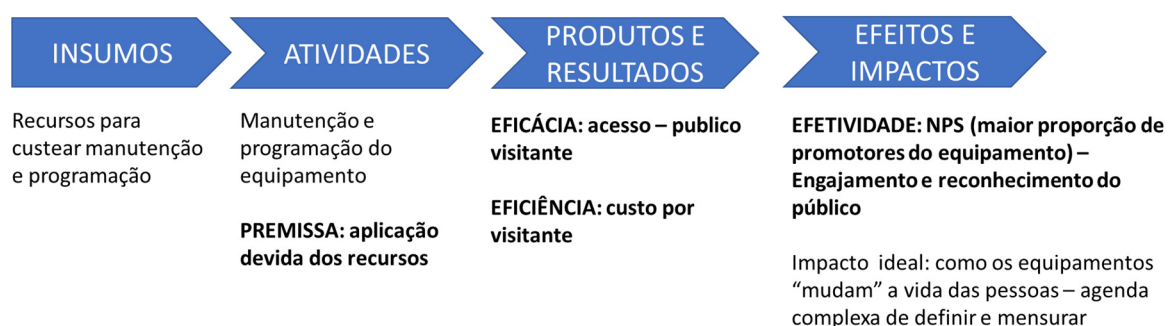 INSUMOS
ATIVIDADES
PRODUTOS E
RESULTADOS
EFEITOS E
IMPACTOS
Recursos para
custear manutenção
e programação
Manutenção e
programação do
equipamento
PREMISSA: aplicação
devida dos recursos
EFICÁCIA: acesso – publico
visitante
EFICIÊNCIA: custo por
visitante
EFETIVIDADE: NPS (maior proporção de
promotores do equipamento) –
Engajamento e reconhecimento do
público
Impacto ideal: como os equipamentos
“mudam” a vida das pessoas – agenda
complexa de definir e mensurar